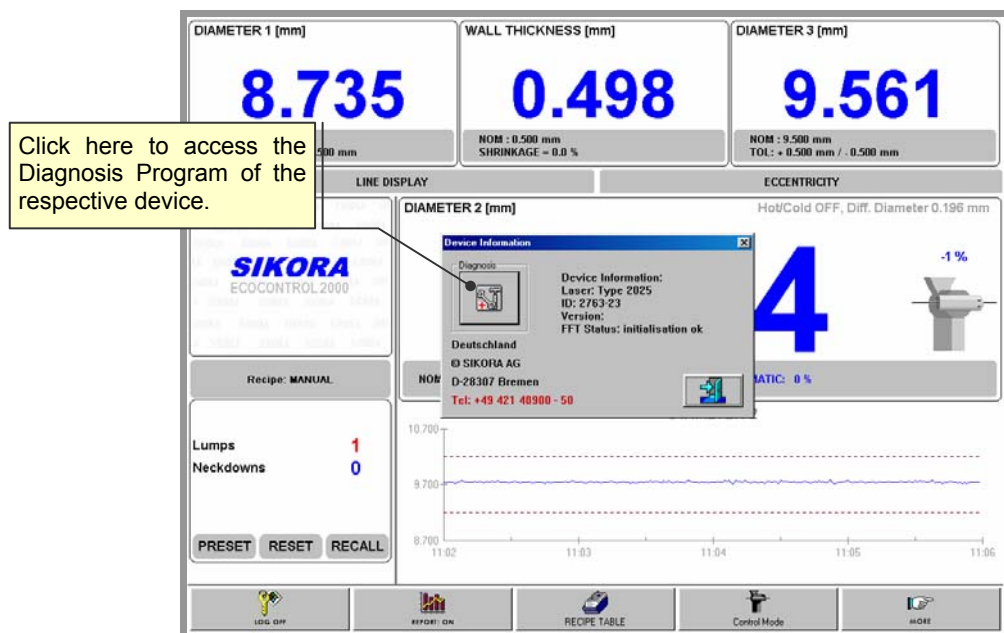 DIAMETER 1 [mm]
8.735
.500 mm
WALL THICKNESS [mm]
0.498
NOM : 0.500 mm
SHRINKAGE = 0.0 %
DIAMETER 3 [mm]
9.561
NOM : 9.500 mm
TOL: + 0.500 mm / - 0.500 mm
Click here to access the
Diagnosis Program of the
respective device.
LINE DISPLAY
ECCENTRICITY
SIKORA
ECOCONTROL 2000
DIAMETER 2 [mm]
Hot/Cold OFF, Diff. Diameter 0.196 mm
4
-1 %
Device Information
Diagnosis
Device Information:
Laser: Type 2025
ID: 2763-23
Version:
FFT Status: initialisation ok
Deutschland
© SIKORA AG
D-28307 Bremen
Tel: +49 421 48900 - 50
Recipe: MANUAL
NOM
MATIC: 0 %
Lumps 1
Neckdowns 0
PRESET RESET RECALL
10.700
9.700
8.700
11:02 11:03 11:04 11:05 11:06
LOG OFF
REPORT: ON
RECIPE TABLE
Control Mode
MORE